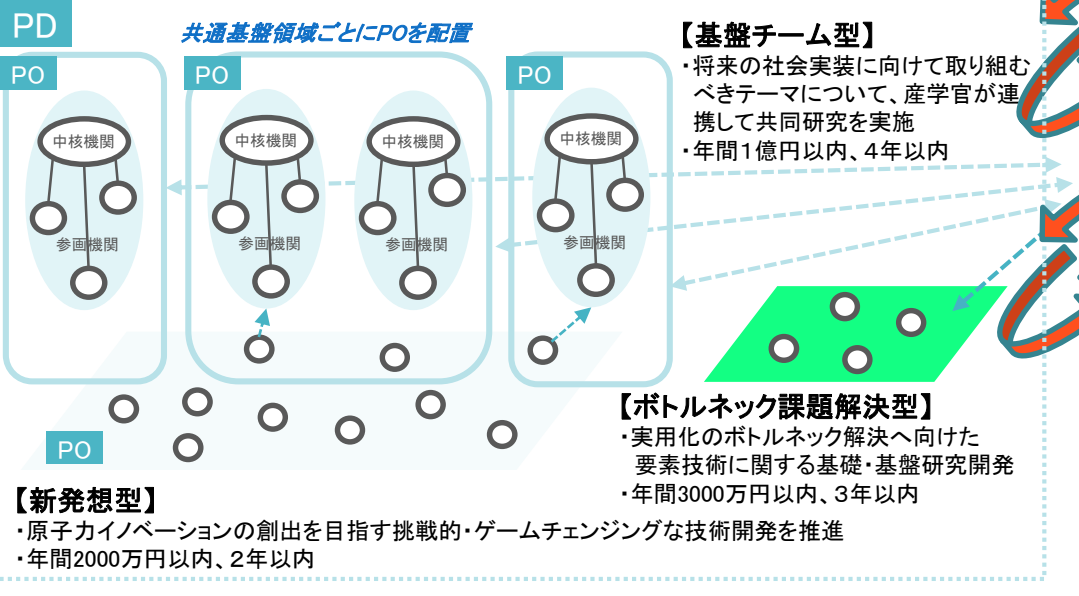 PD
共通基盤領域ごとにPOを配置
PO
PO
PO
中核機関
中核機関
中核機関
中核機関
参画機関
参画機関
参画機関
参画機関
【基盤チーム型】
・将来の社会実装に向けて取り組む
べきテーマについて、産学官が連
携して共同研究を実施
・年間１億円以内、４年以内
PO
【ボトルネック課題解決型】
・実用化のボトルネック解決へ向けた
要素技術に関する基礎・基盤研究開発
・年間3000万円以内、３年以内
【新発想型】
・原子力イノベーションの創出を目指す挑戦的・ゲームチェンジングな技術開発を推進
・年間2000万円以内、２年以内